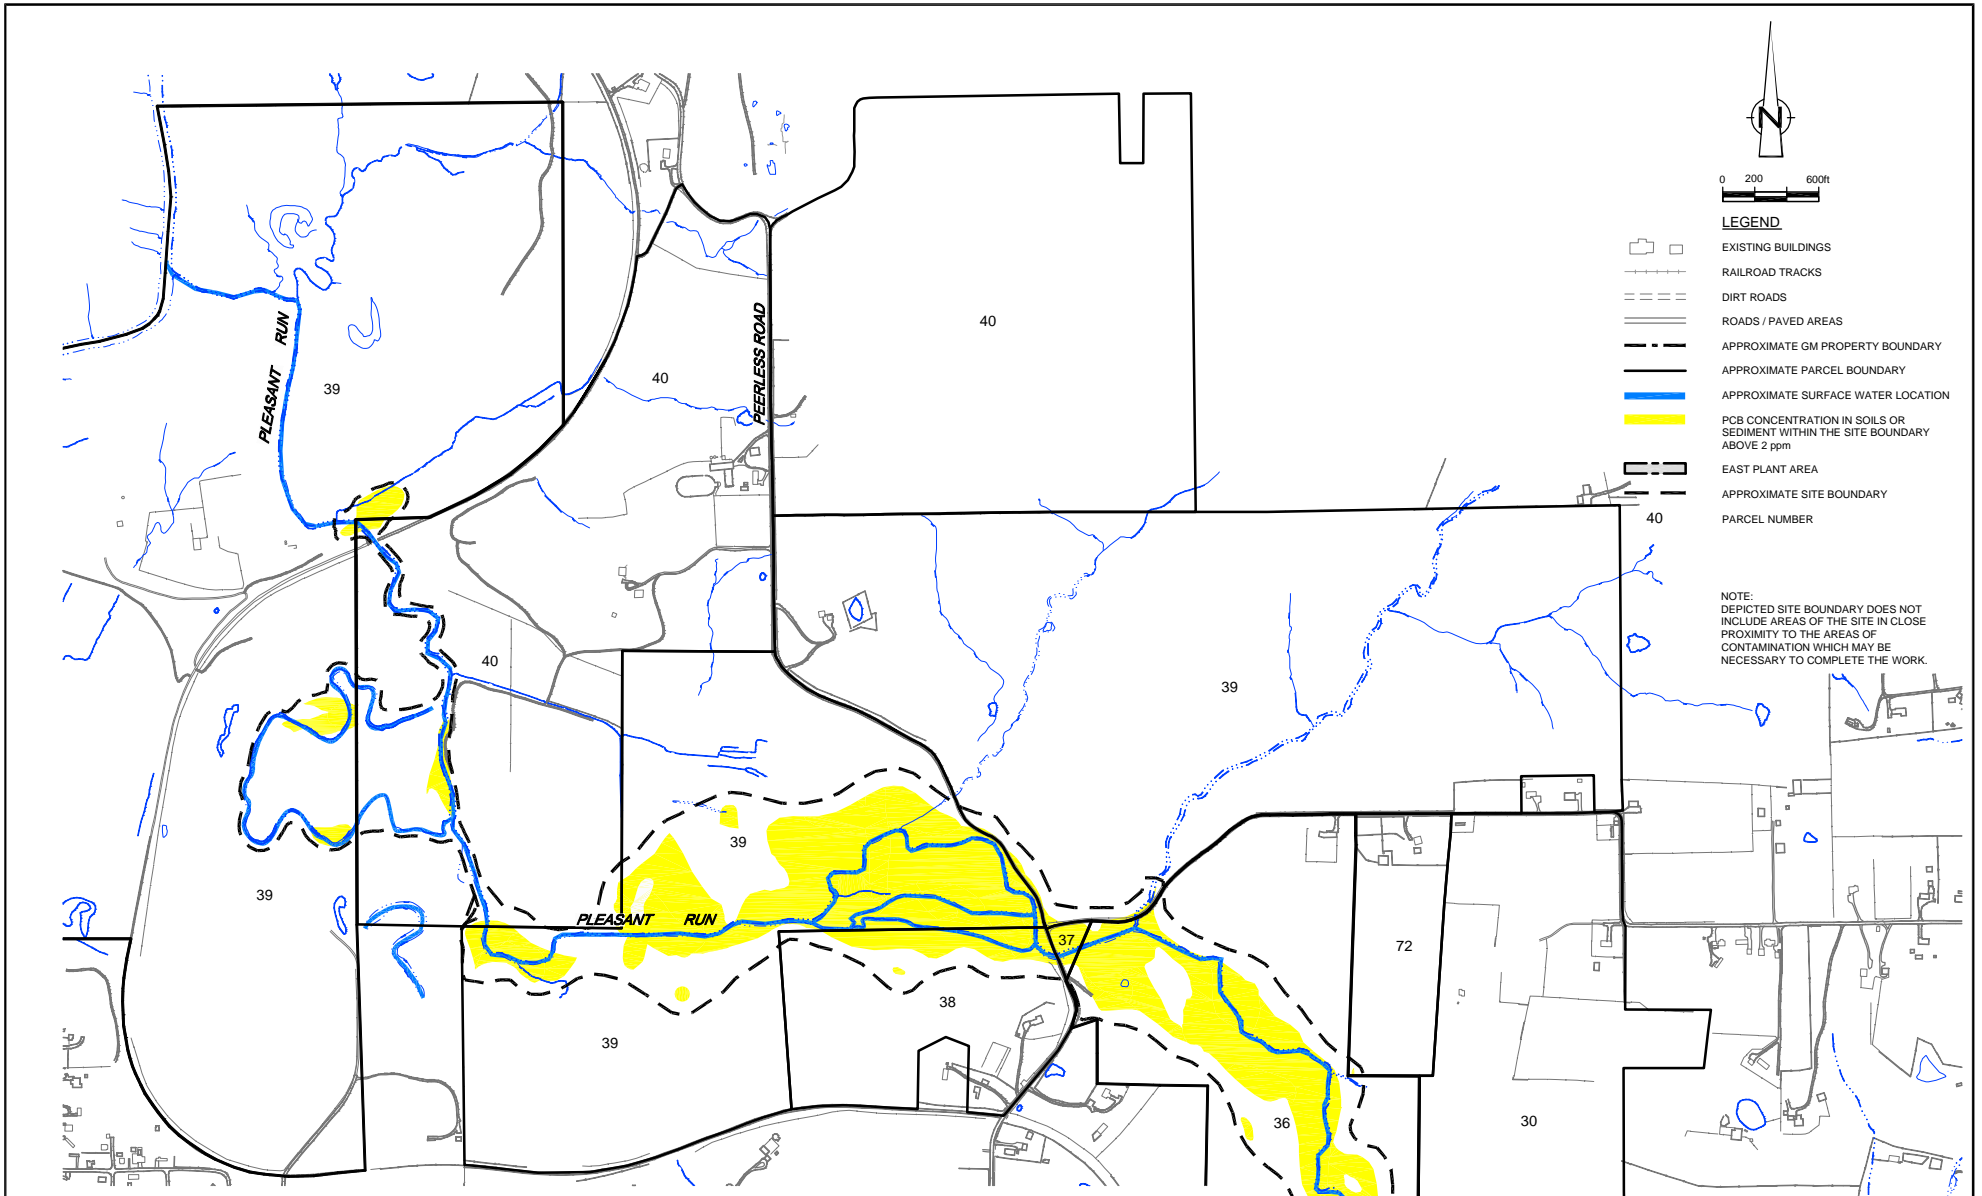 N
0 200 600ft
LEGEND
EXISTING BUILDINGS
RAILROAD TRACKS
DIRT ROADS
ROADS / PAVED AREAS
APPROXIMATE GM PROPERTY BOUNDARY
APPROXIMATE PARCEL BOUNDARY
APPROXIMATE SURFACE WATER LOCATION
PCB CONCENTRATION IN SOILS OR
SEDIMENT WITHIN THE SITE BOUNDARY
ABOVE 2 ppm
EAST PLANT AREA
APPROXIMATE SITE BOUNDARY
40 PARCEL NUMBER
NOTE:
DEPICTED SITE BOUNDARY DOES NOT
INCLUDE AREAS OF THE SITE IN CLOSE
PROXIMITY TO THE AREAS OF
CONTAMINATION WHICH MAY BE
NECESSARY TO COMPLETE THE WORK.
PLEASANT RUN
39
40
PEERLESS ROAD
40
40
39
39
39
PLEASANT RUN
37
72
38
39
36
30